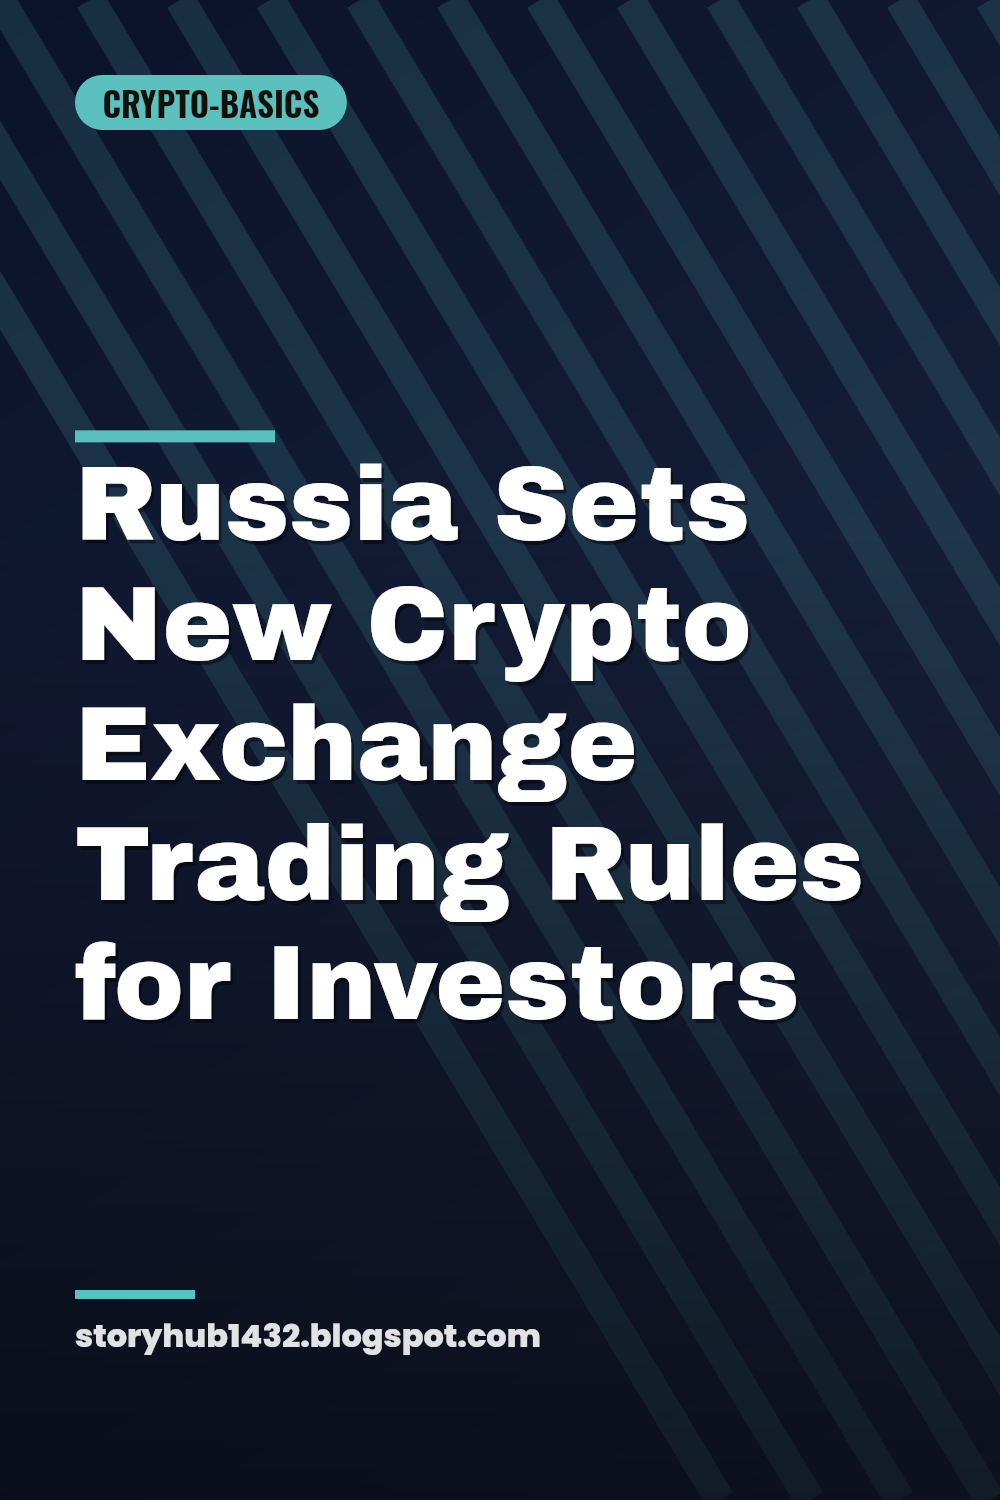 CRYPTO-BASICS
Russia Sets
New Crypto
Exchange
Trading Rules
for Investors
storyhub1432.blogspot.com